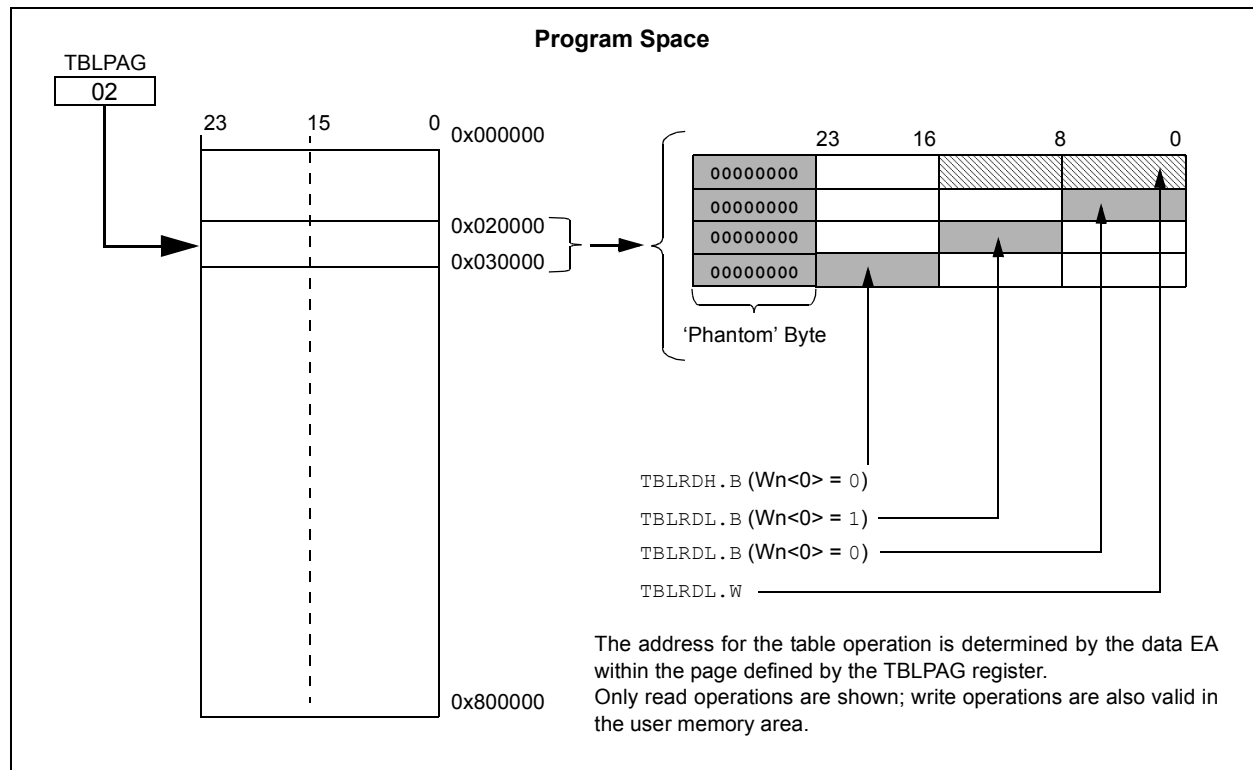 Program Space
TBLPAG
02
23 15 0
0x000000
0x020000
0x030000
0x800000
23 16 8 0
00000000
00000000
00000000
00000000
‘Phantom’ Byte
TBLRDH.B (Wn<0> = 0)
TBLRDL.B (Wn<0> = 1)
TBLRDL.B (Wn<0> = 0)
TBLRDL.W
The address for the table operation is determined by the data EA
within the page defined by the TBLPAG register.
Only read operations are shown; write operations are also valid in
the user memory area.